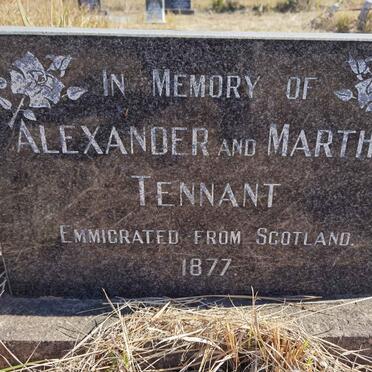 IN MEMORY OF
ALEXANDER AND MARTH
TENNANT
EMMIGRATED FROM SCOTLAND.
1877